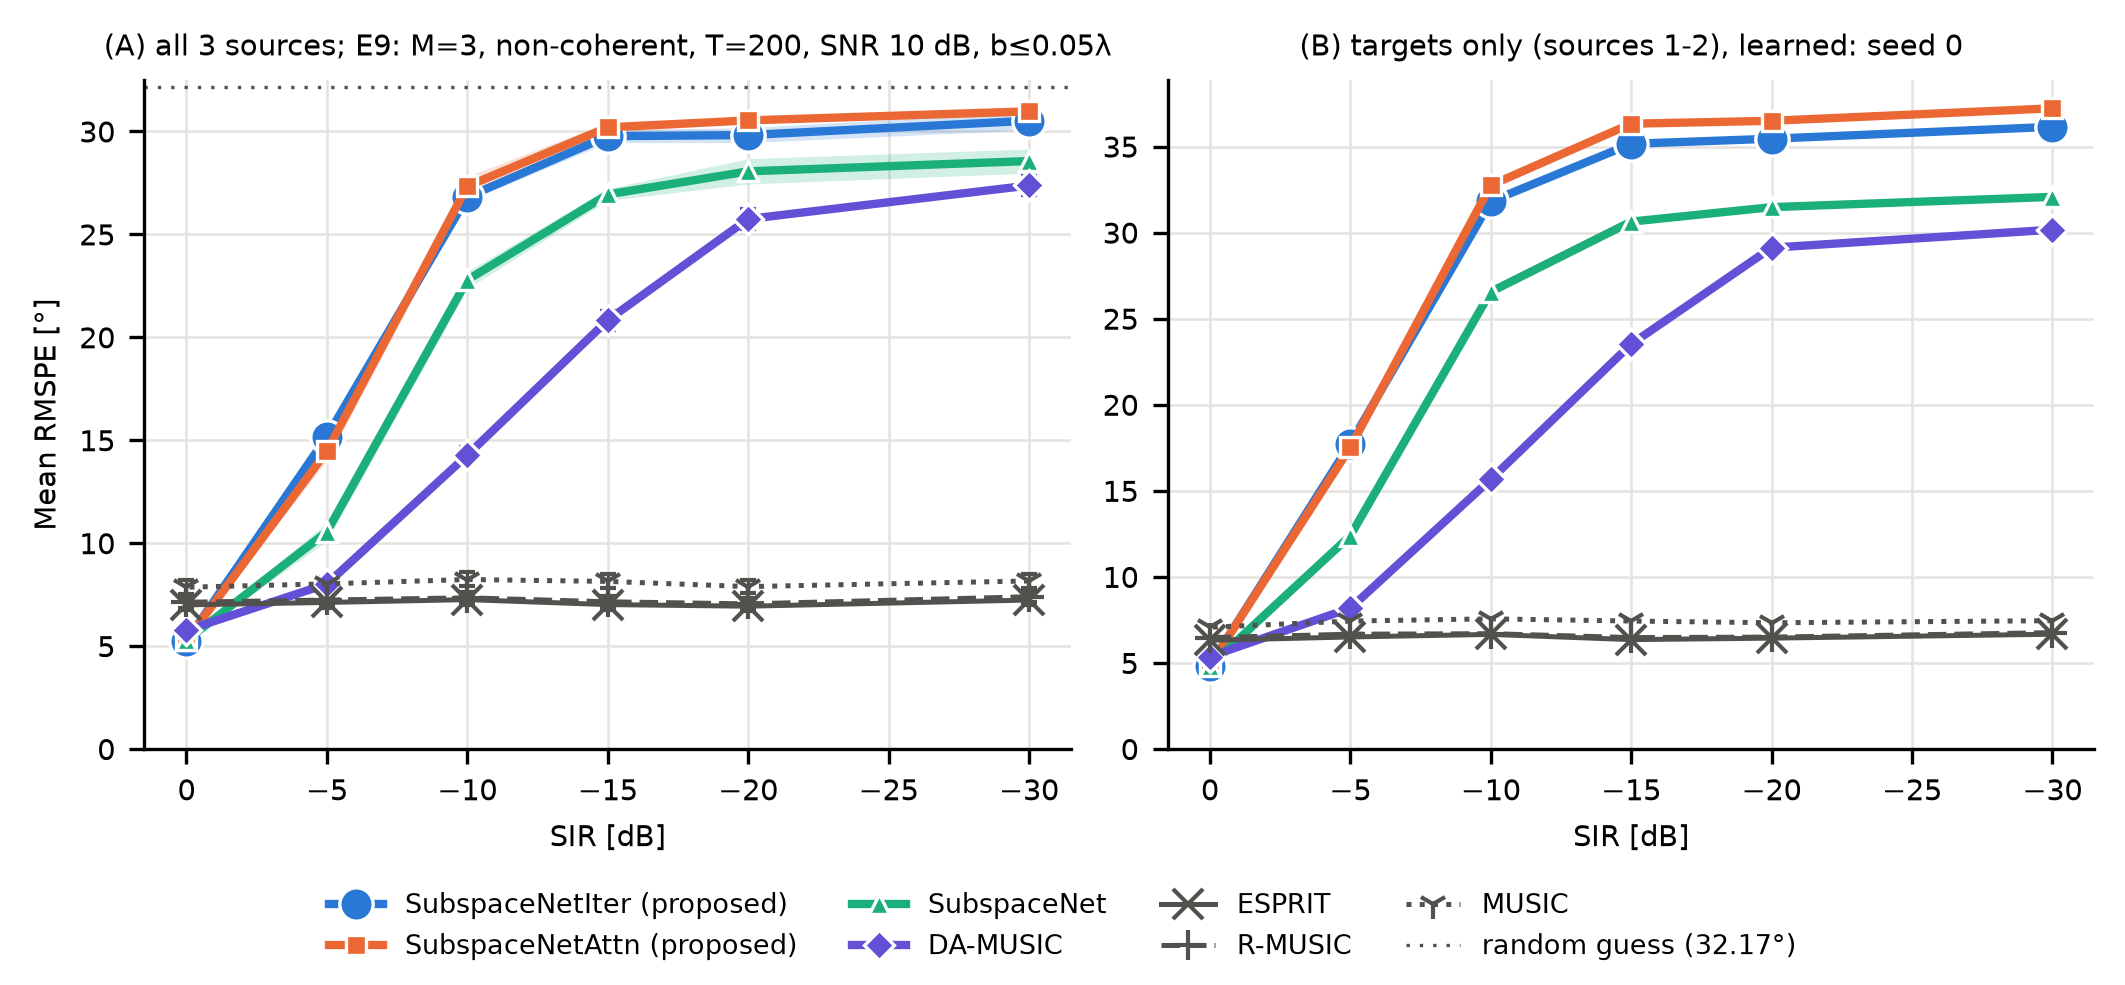 (A) all 3 sources; E9: M=3, non-coherent, T=200, SNR 10 dB, b≤0.05λ
(B) targets only (sources 1-2), learned: seed 0
Mean RMSPE [°]
30
25
20
15
10
5
0
0 −5 −10 −15 −20 −25 −30
SIR [dB]
35
30
25
20
15
10
5
0
0 −5 −10 −15 −20 −25 −30
SIR [dB]
SubspaceNetIter (proposed)
SubspaceNetAttn (proposed)
SubspaceNet
DA-MUSIC
ESPRIT
R-MUSIC
MUSIC
random guess (32.17°)